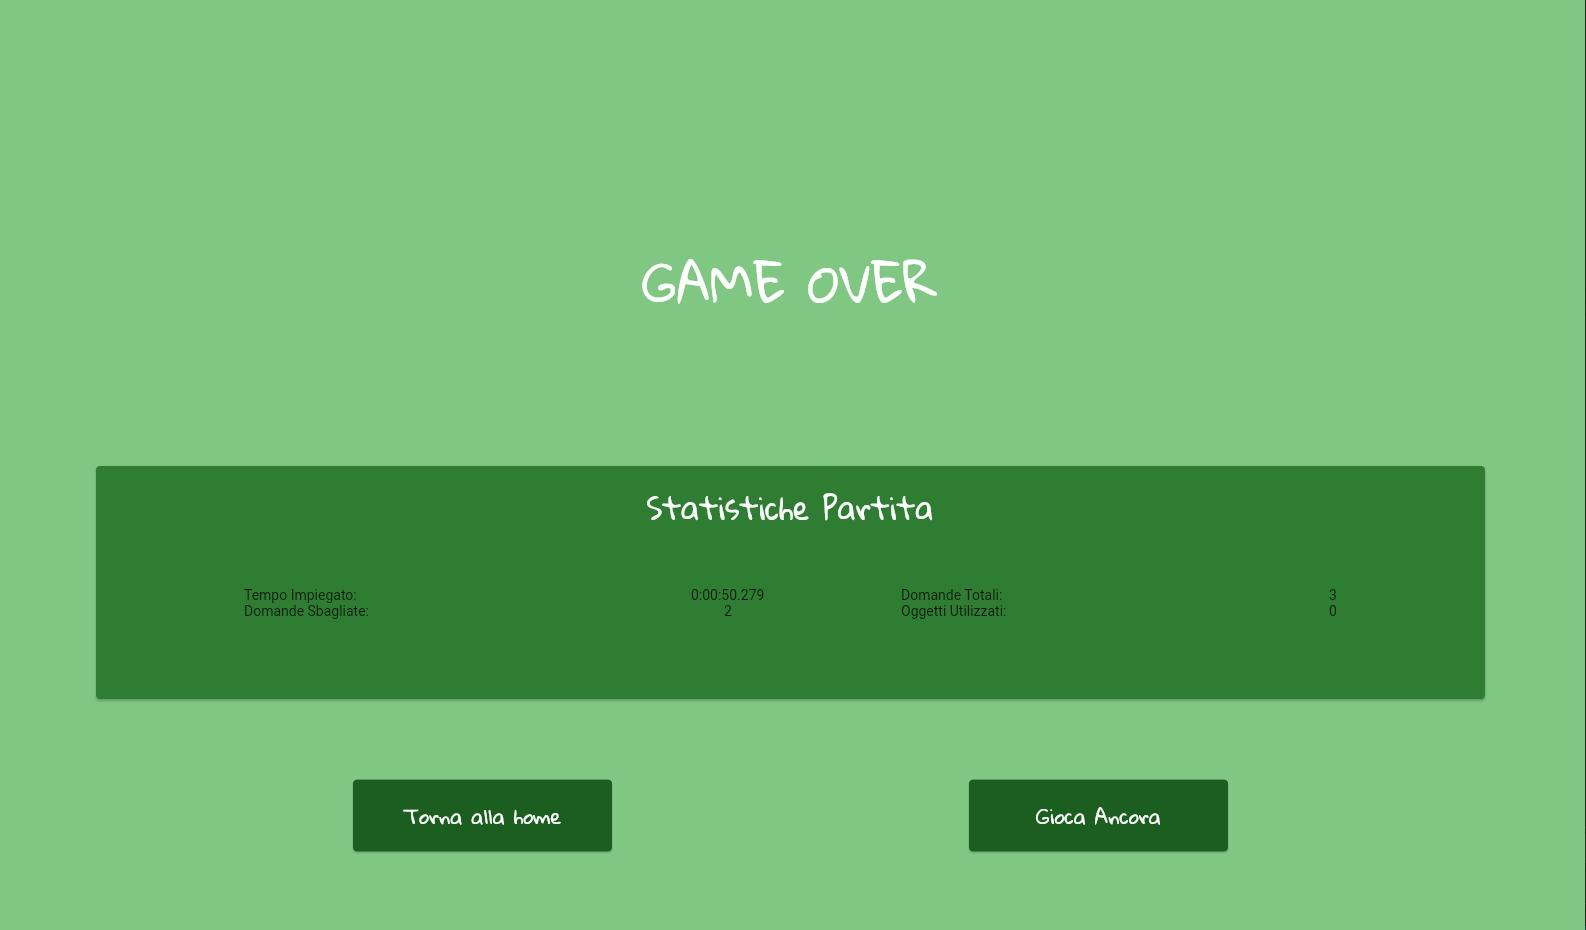 GAME OVER
Statistiche Partita
Tempo Impiegato: 0:00:50.279 Domande Totali: 3
Domande Sbagliate: 2 Oggetti Utilizzati: 0
Torna alla home Gioca Ancora